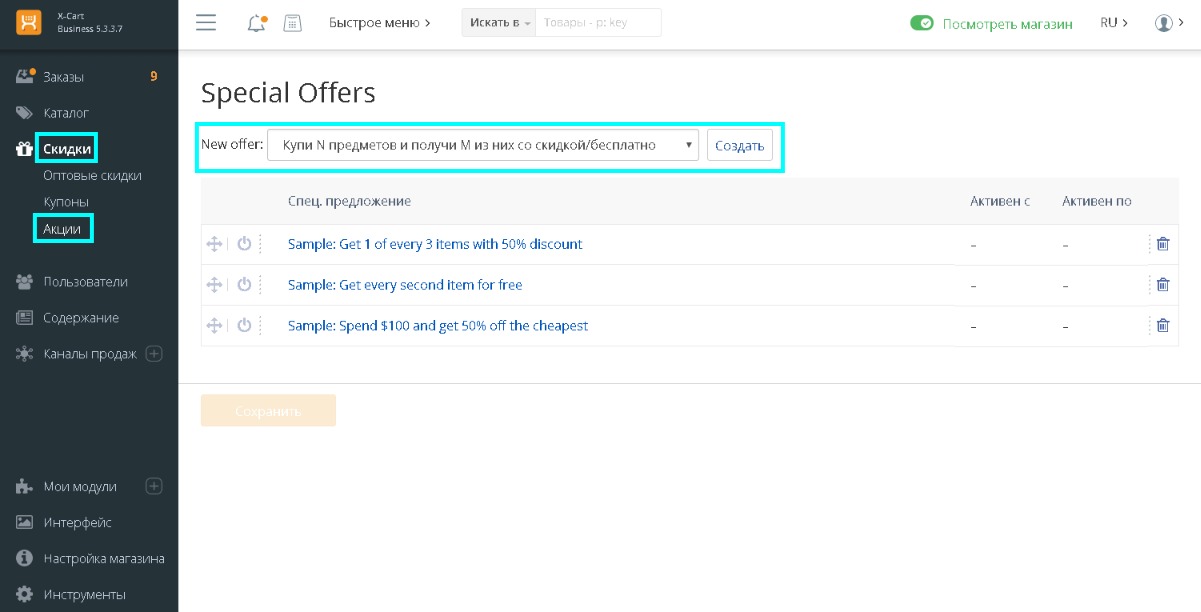 X-Cart
Business 5.3.3.7
Быстрое меню
Искать в
Товары - p: key
Посмотреть магазин
RU
Заказы 9
Каталог
Скидки
Оптовые скидки
Купоны
Акции
Пользователи
Содержание
Каналы продаж
Мои модули
Интерфейс
Настройка магазина
Инструменты
Special Offers
New offer: Купи N предметов и получи M из них со скидкой/бесплатно Создать
Спец. предложение Активен с Активен по
Sample: Get 1 of every 3 items with 50% discount – –
Sample: Get every second item for free – –
Sample: Spend $100 and get 50% off the cheapest – –
Сохранить